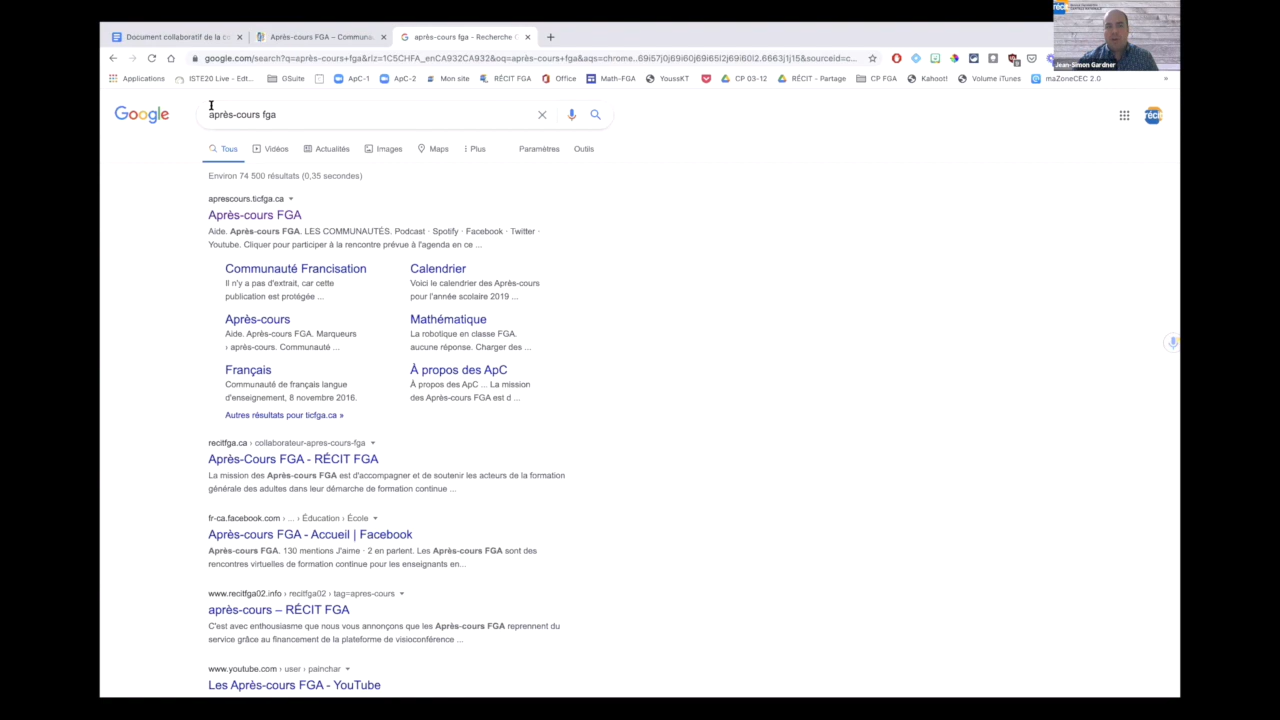 Document collaboratif de la co
Après-cours FGA – Communa
après-cours fga - Recherche G
google.com/search?q=après-cours+fga&rlz=1C5CHFA_enCA932CA932&oq=après-cours+fga&aqs=chrome..69i57j0j69i60j69i65l2j69i60l2.6663j1j15&sourceid=c...
Applications
ISTE20 Live - Edt...
GSuite
ApC-1
ApC-2
Mon site
RÉCIT FGA
Office
Math-FGA
YoussKT
CP 03-12
RÉCIT - Partage
CP FGA
Kahoot!
Volume iTunes
maZoneCEC 2.0
»
Jean-Simon Gardner
Google
après-cours fga
récit
Tous
Vidéos
Actualités
Images
Maps
Plus
Paramètres
Outils
Environ 74 500 résultats (0,35 secondes)
aprescours.ticfga.ca
Après-cours FGA
Aide. Après-cours FGA. LES COMMUNAUTÉS. Podcast · Spotify · Facebook · Twitter ·
Youtube. Cliquer pour participer à la rencontre prévue à l'agenda en ce ...
Communauté Francisation
Il n'y a pas d'extrait, car cette
publication est protégée ...
Calendrier
Voici le calendrier des Après-cours
pour l'année scolaire 2019 ...
Après-cours
Aide. Après-cours FGA. Marqueurs
› après-cours. Communauté ...
Mathématique
La robotique en classe FGA.
aucune réponse. Charger des ...
Français
Communauté de français langue
d'enseignement, 8 novembre 2016.
À propos des ApC
À propos des ApC ... La mission
des Après-cours FGA est d ...
Autres résultats pour ticfga.ca »
recitfga.ca › collaborateur-apres-cours-fga
Après-Cours FGA - RÉCIT FGA
La mission des Après-cours FGA est d'accompagner et de soutenir les acteurs de la formation
générale des adultes dans leur démarche de formation continue ...
fr-ca.facebook.com › ... › Éducation › École
Après-cours FGA - Accueil | Facebook
Après-cours FGA. 130 mentions J'aime · 2 en parlent. Les Après-cours FGA sont des
rencontres virtuelles de formation continue pour les enseignants en...
www.recitfga02.info › recitfga02 › tag=apres-cours
après-cours – RÉCIT FGA
C'est avec enthousiasme que nous vous annonçons que les Après-cours FGA reprennent du
service grâce au financement de la plateforme de visioconférence ...
www.youtube.com › user › painchar
Les Après-cours FGA - YouTube